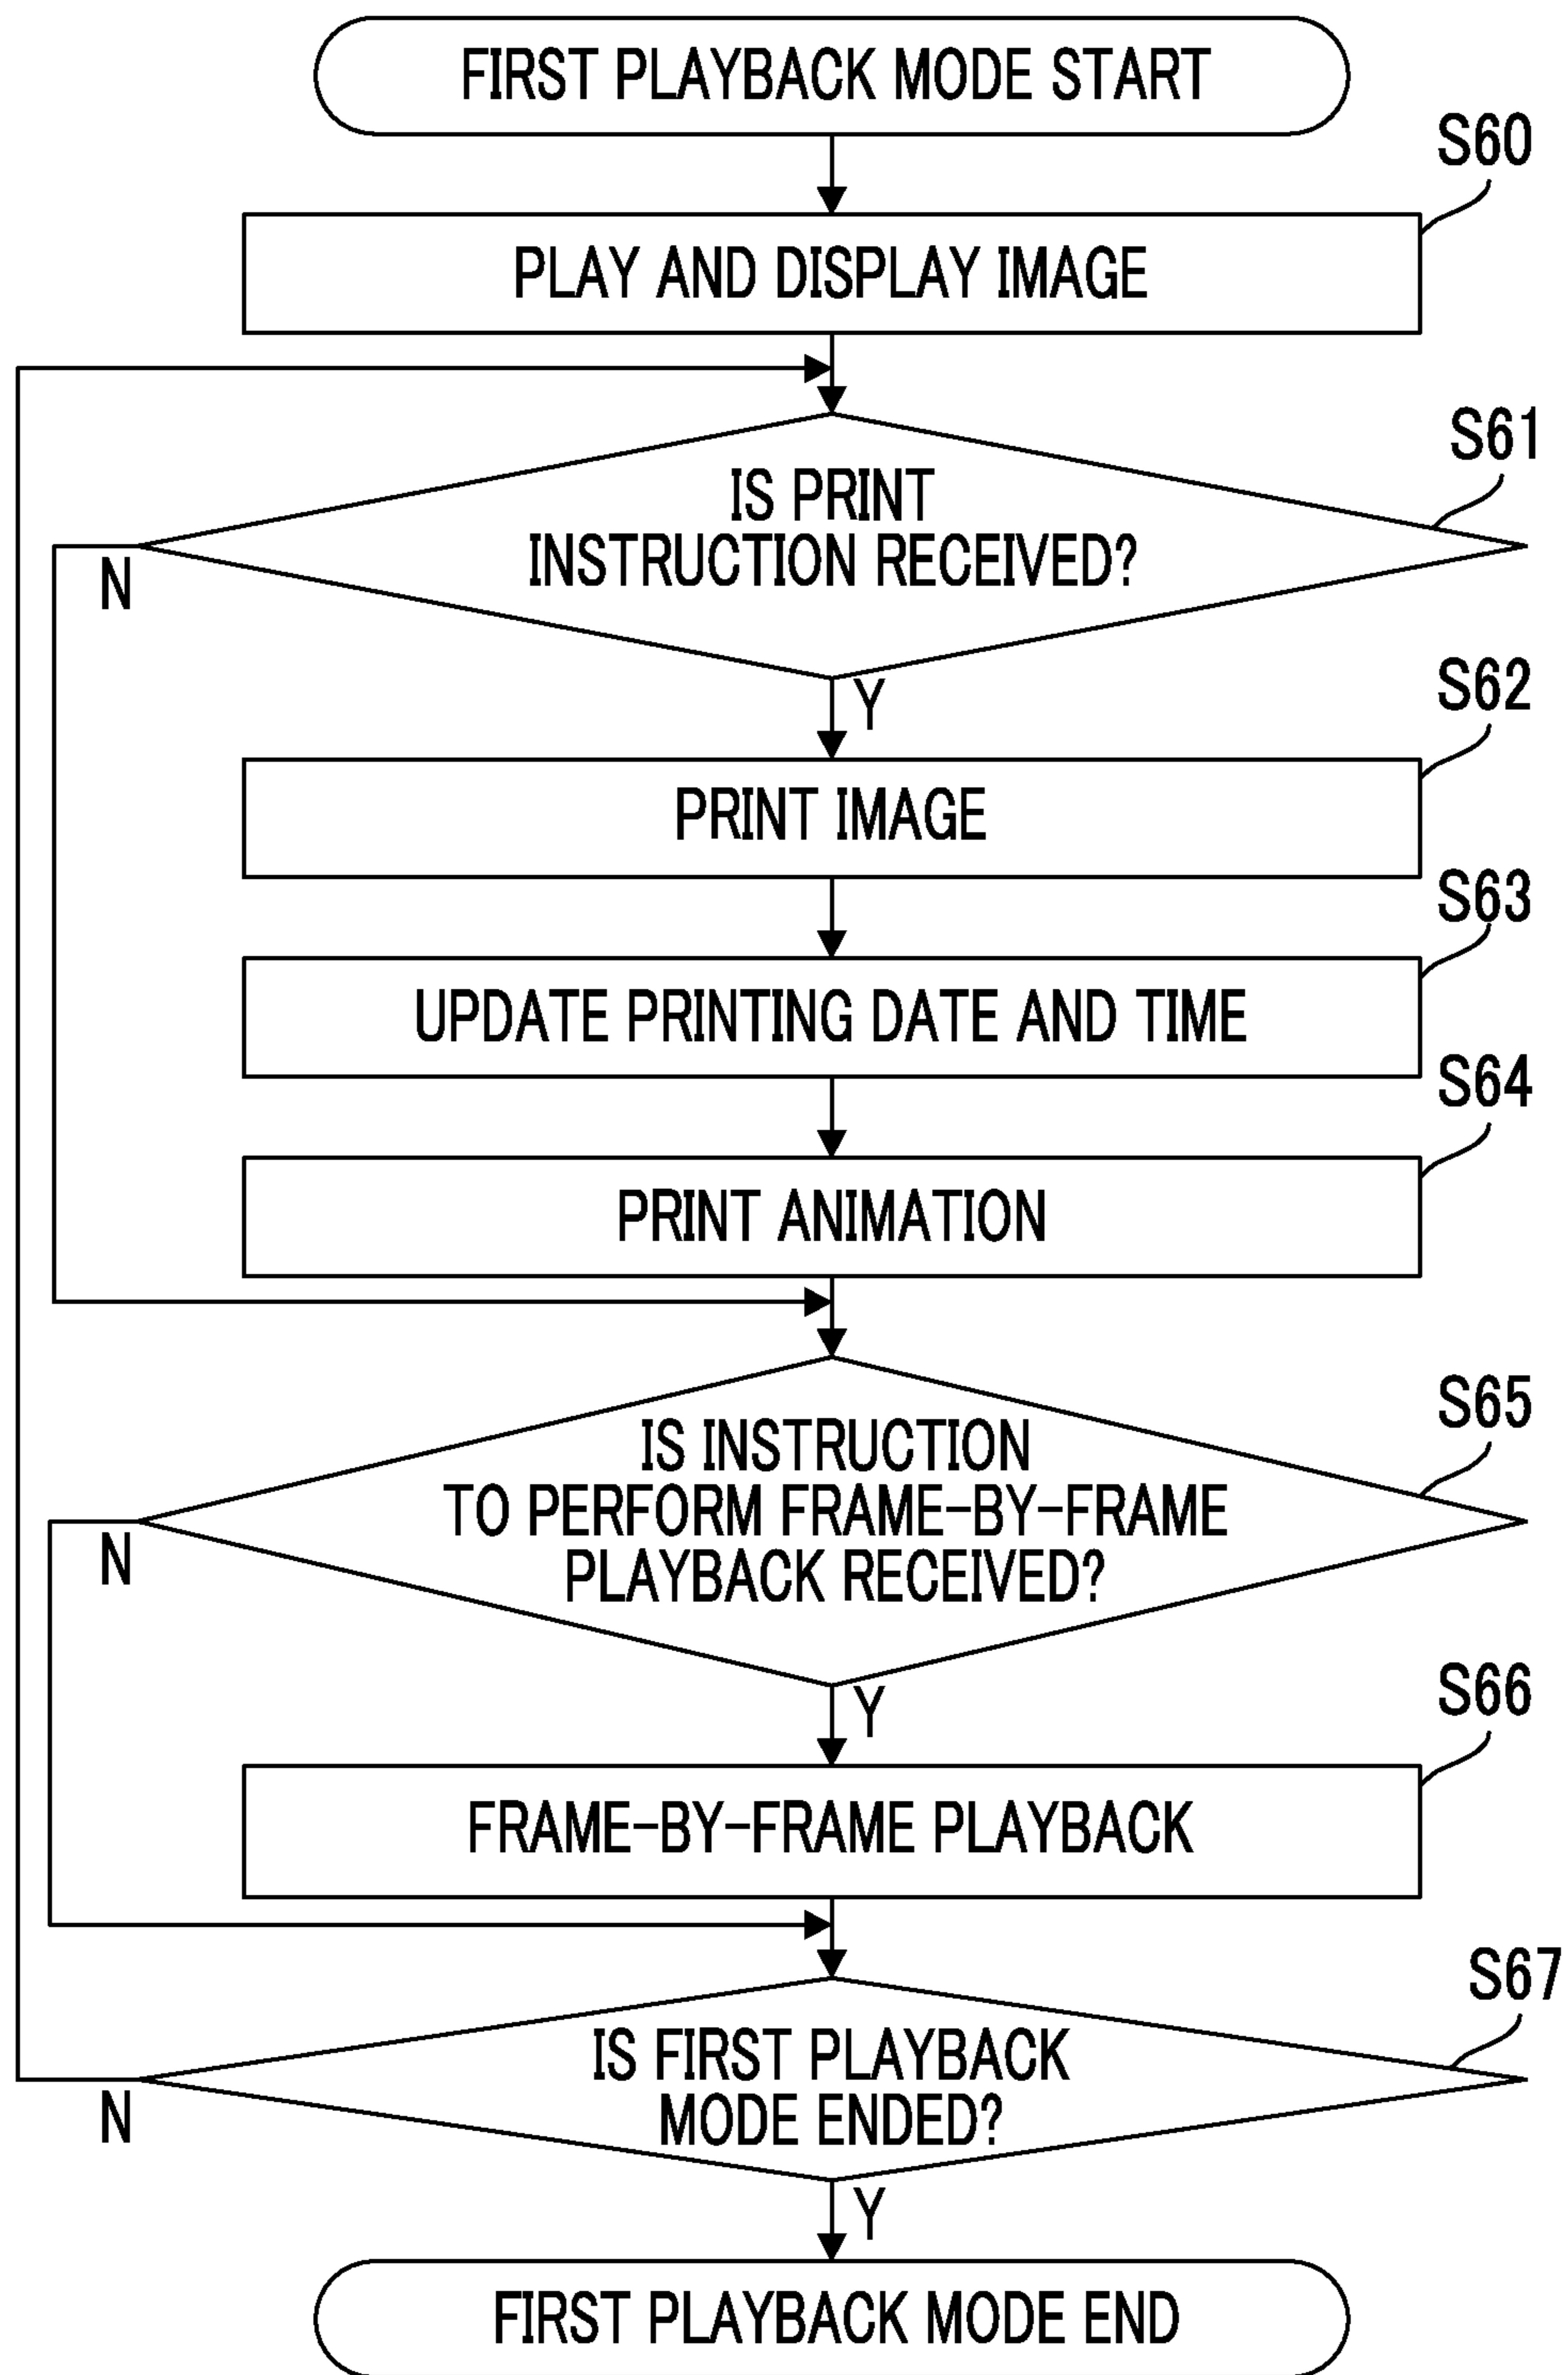 FIRST PLAYBACK MODE START
S60
PLAY AND DISPLAY IMAGE
S61
IS PRINT
INSTRUCTION RECEIVED?
N
Y
S62
PRINT IMAGE
S63
UPDATE PRINTING DATE AND TIME
S64
PRINT ANIMATION
S65
IS INSTRUCTION
TO PERFORM FRAME-BY-FRAME
PLAYBACK RECEIVED?
N
Y
S66
FRAME-BY-FRAME PLAYBACK
S67
IS FIRST PLAYBACK
MODE ENDED?
N
Y
FIRST PLAYBACK MODE END